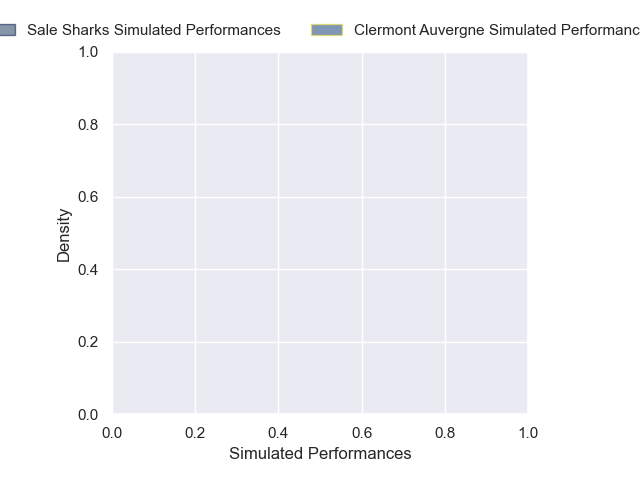 Sale Sharks Simulated Performances
Clermont Auvergne Simulated Performanc
1.0
0.8
0.6
0.4
0.2
0.0
Density
0.0 0.2 0.4 0.6 0.8 1.0
Simulated Performances